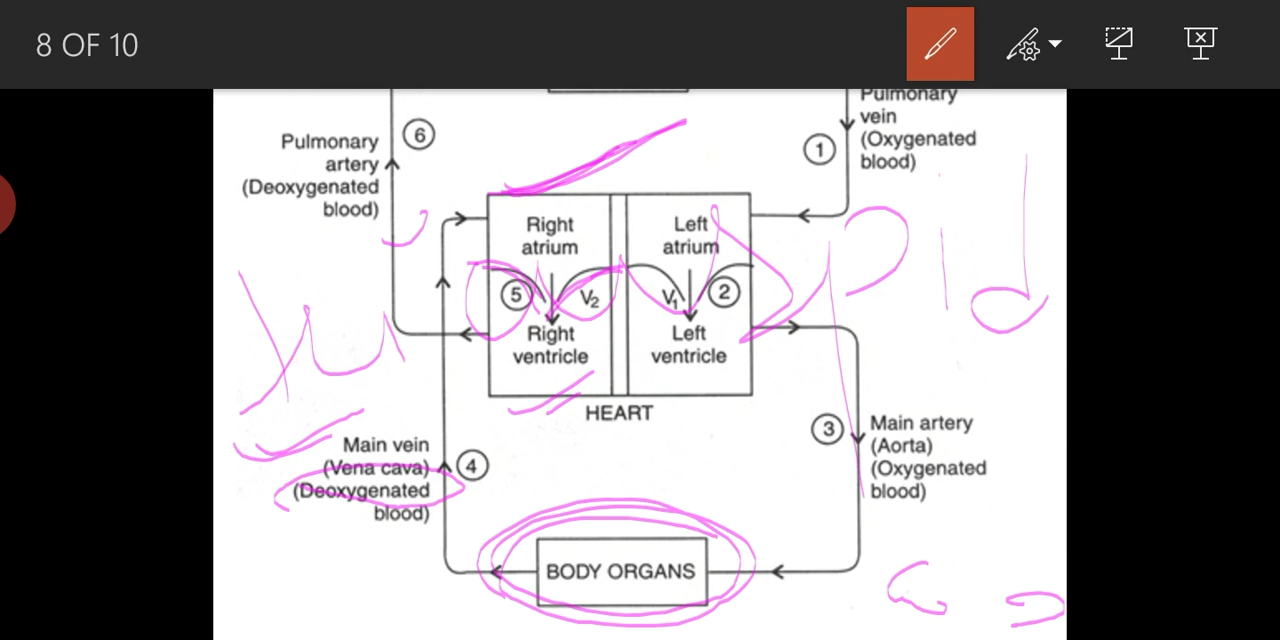 8 OF 10
Pulmonary
vein
(Oxygenated
blood)
1
6
Pulmonary
artery
(Deoxygenated
blood)
Right
atrium
Left
atrium
5
V2
V1
2
Right
ventricle
Left
ventricle
HEART
3
Main artery
(Aorta)
(Oxygenated
blood)
Main vein
(Vena cava)
(Deoxygenated
blood)
4
BODY ORGANS